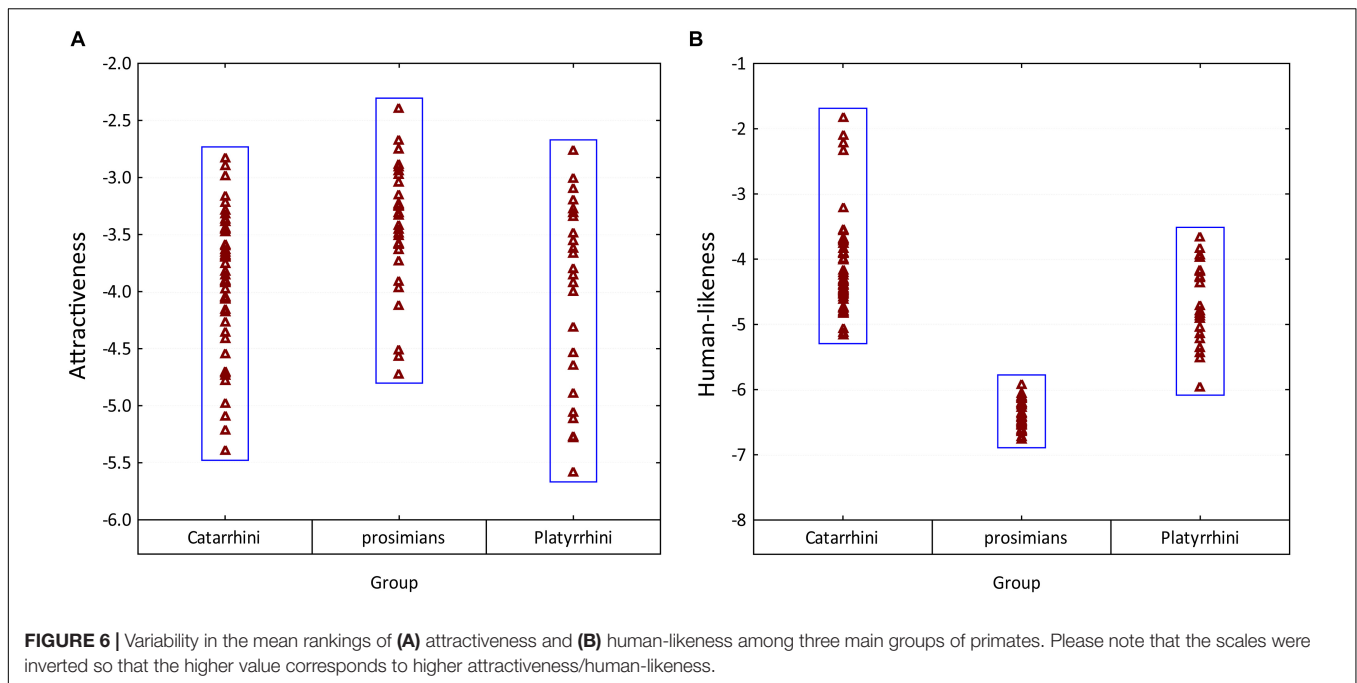 A
-2.0
-2.5
-3.0
-3.5
-4.0
-4.5
-5.0
-5.5
-6.0
Attractiveness
Catarrhini prosimians Platyrrhini
Group
B
-1
-2
-3
-4
-5
-6
-7
-8
Human-likeness
Catarrhini prosimians Platyrrhini
Group
FIGURE 6 | Variability in the mean rankings of (A) attractiveness and (B) human-likeness among three main groups of primates. Please note that the scales were
inverted so that the higher value corresponds to higher attractiveness/human-likeness.